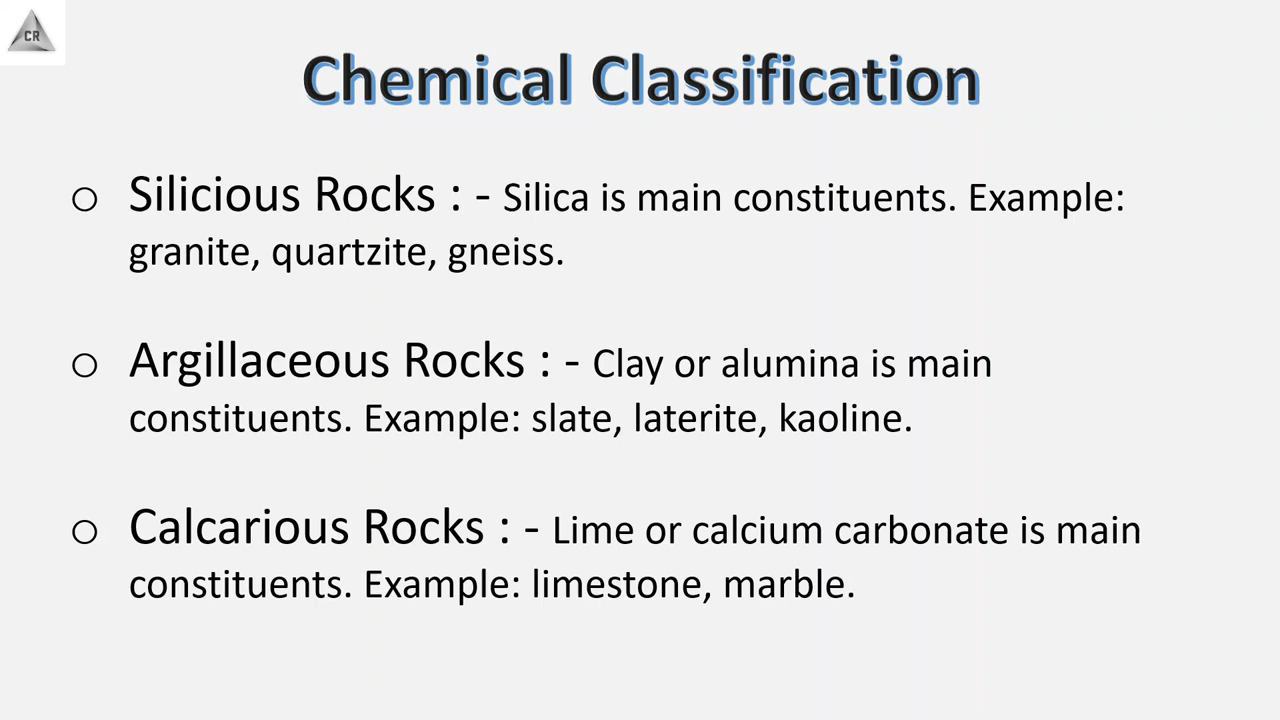 CR
Chemical Classification
o Silicious Rocks : - Silica is main constituents. Example:
granite, quartzite, gneiss.
o Argillaceous Rocks : - Clay or alumina is main
constituents. Example: slate, laterite, kaoline.
o Calcarious Rocks : - Lime or calcium carbonate is main
constituents. Example: limestone, marble.